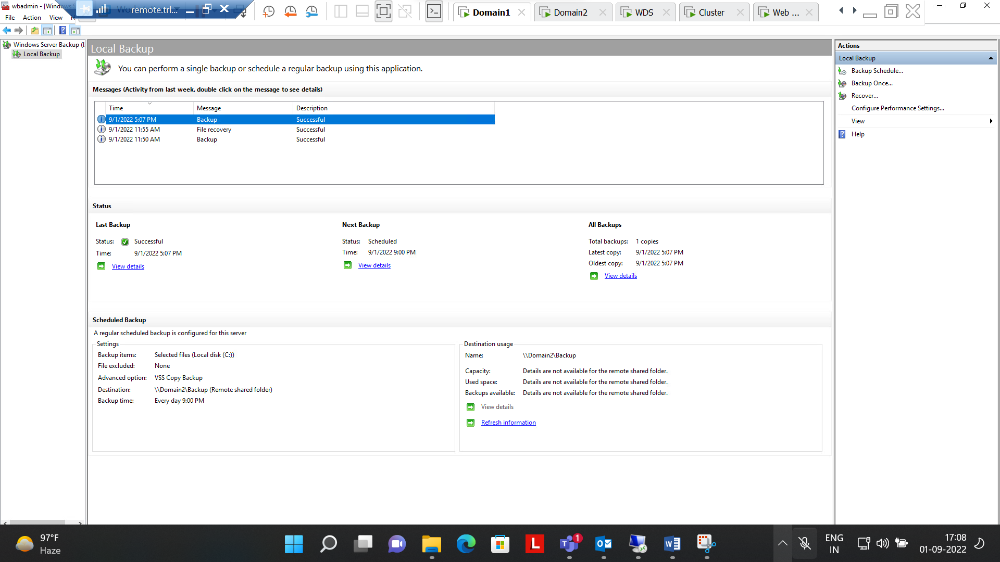 wbadmin - [Window
remote.trl...
Domain1
Domain2
WDS
Cluster
Web ...
File Action View
Windows Server Backup (L
Local Backup
Local Backup
You can perform a single backup or schedule a regular backup using this application.
Messages (Activity from last week, double click on the message to see details)
Time Message Description
9/1/2022 5:07 PM Backup Successful
9/1/2022 11:55 AM File recovery Successful
9/1/2022 11:50 AM Backup Successful
Status
Last Backup
Status: Successful
Time: 9/1/2022 5:07 PM
View details
Next Backup
Status: Scheduled
Time: 9/1/2022 9:00 PM
View details
All Backups
Total backups: 1 copies
Latest copy: 9/1/2022 5:07 PM
Oldest copy: 9/1/2022 5:07 PM
View details
Scheduled Backup
A regular scheduled backup is configured for this server
Settings
Backup items: Selected files (Local disk (C:))
File excluded: None
Advanced option: VSS Copy Backup
Destination: \\Domain2\Backup (Remote shared folder)
Backup time: Every day 9:00 PM
Destination usage
Name: \\Domain2\Backup
Capacity: Details are not available for the remote shared folder.
Used space: Details are not available for the remote shared folder.
Backups available: Details are not available for the remote shared folder.
View details
Refresh information
Actions
Local Backup
Backup Schedule...
Backup Once...
Recover...
Configure Performance Settings...
View
Help
97°F
Haze
L
1
ENG
IN
17:08
01-09-2022